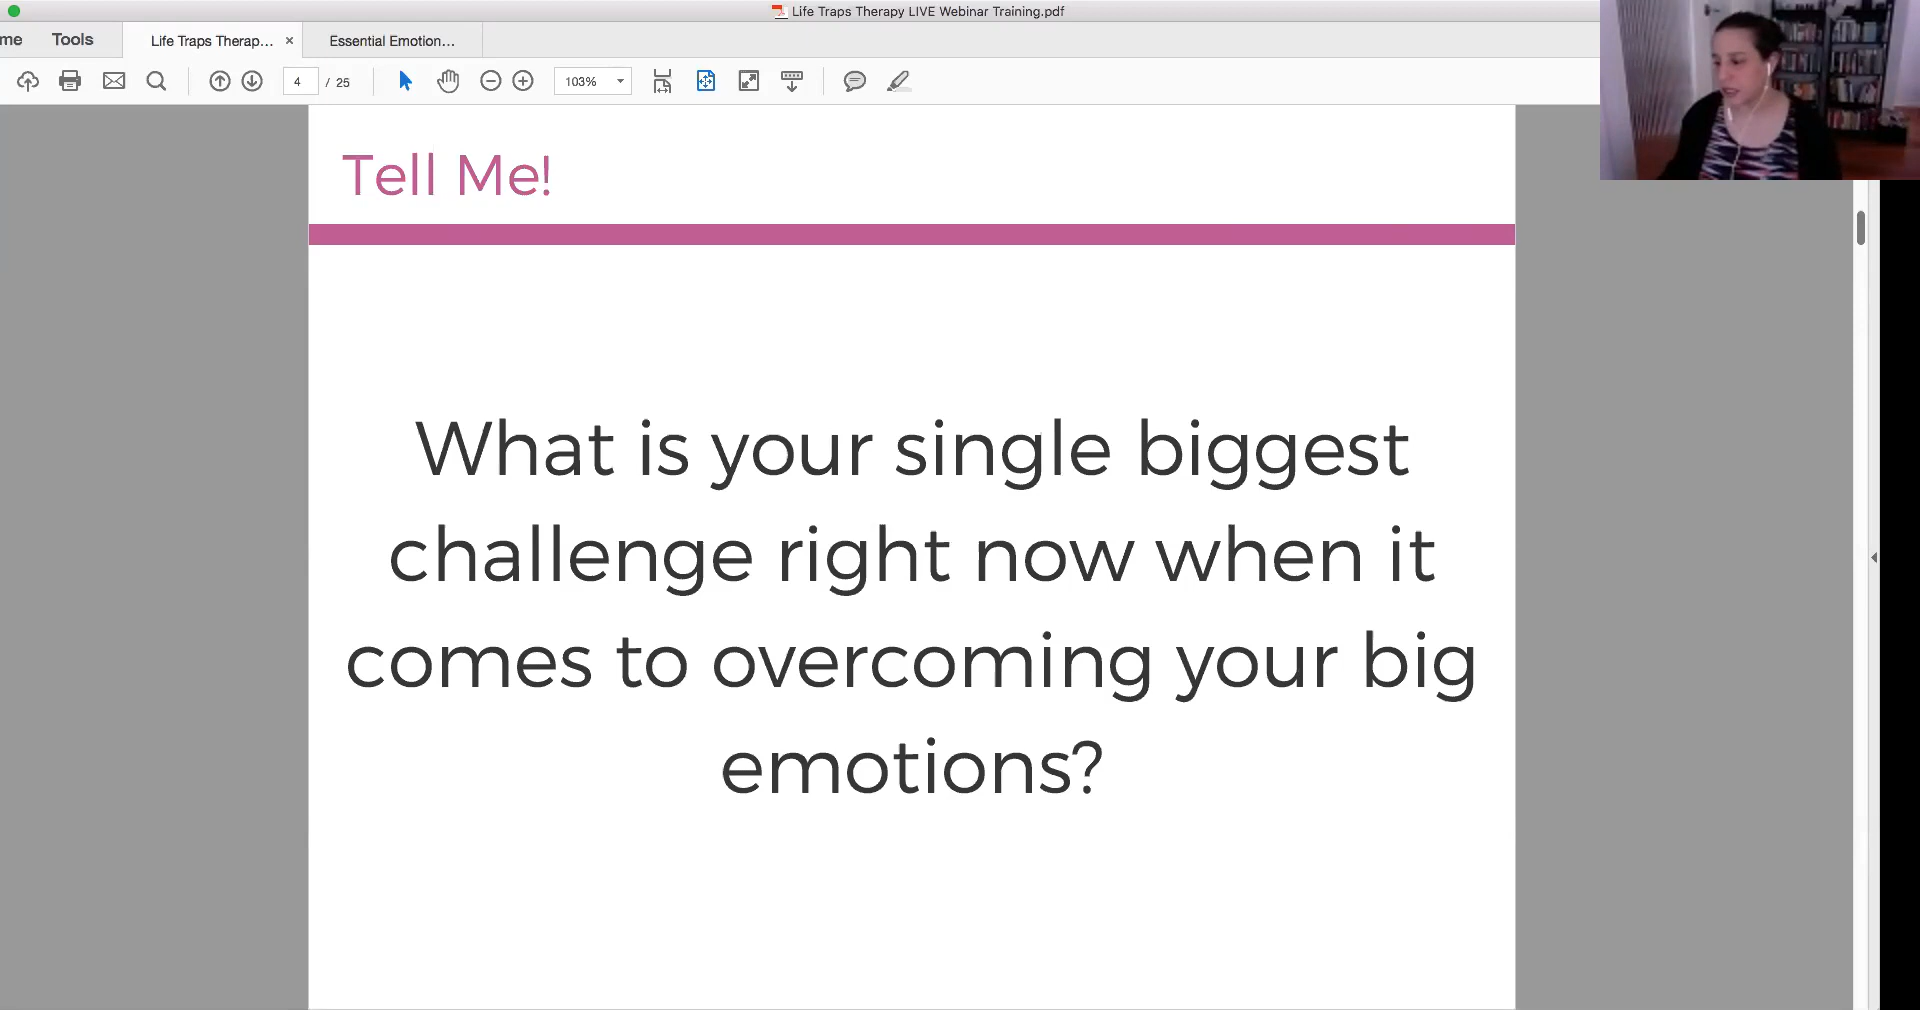 Life Traps Therapy LIVE Webinar Training.pdf
me Tools Life Traps Therap... × Essential Emotion...
4 / 25 103%
Tell Me!
What is your single biggest
challenge right now when it
comes to overcoming your big
emotions?